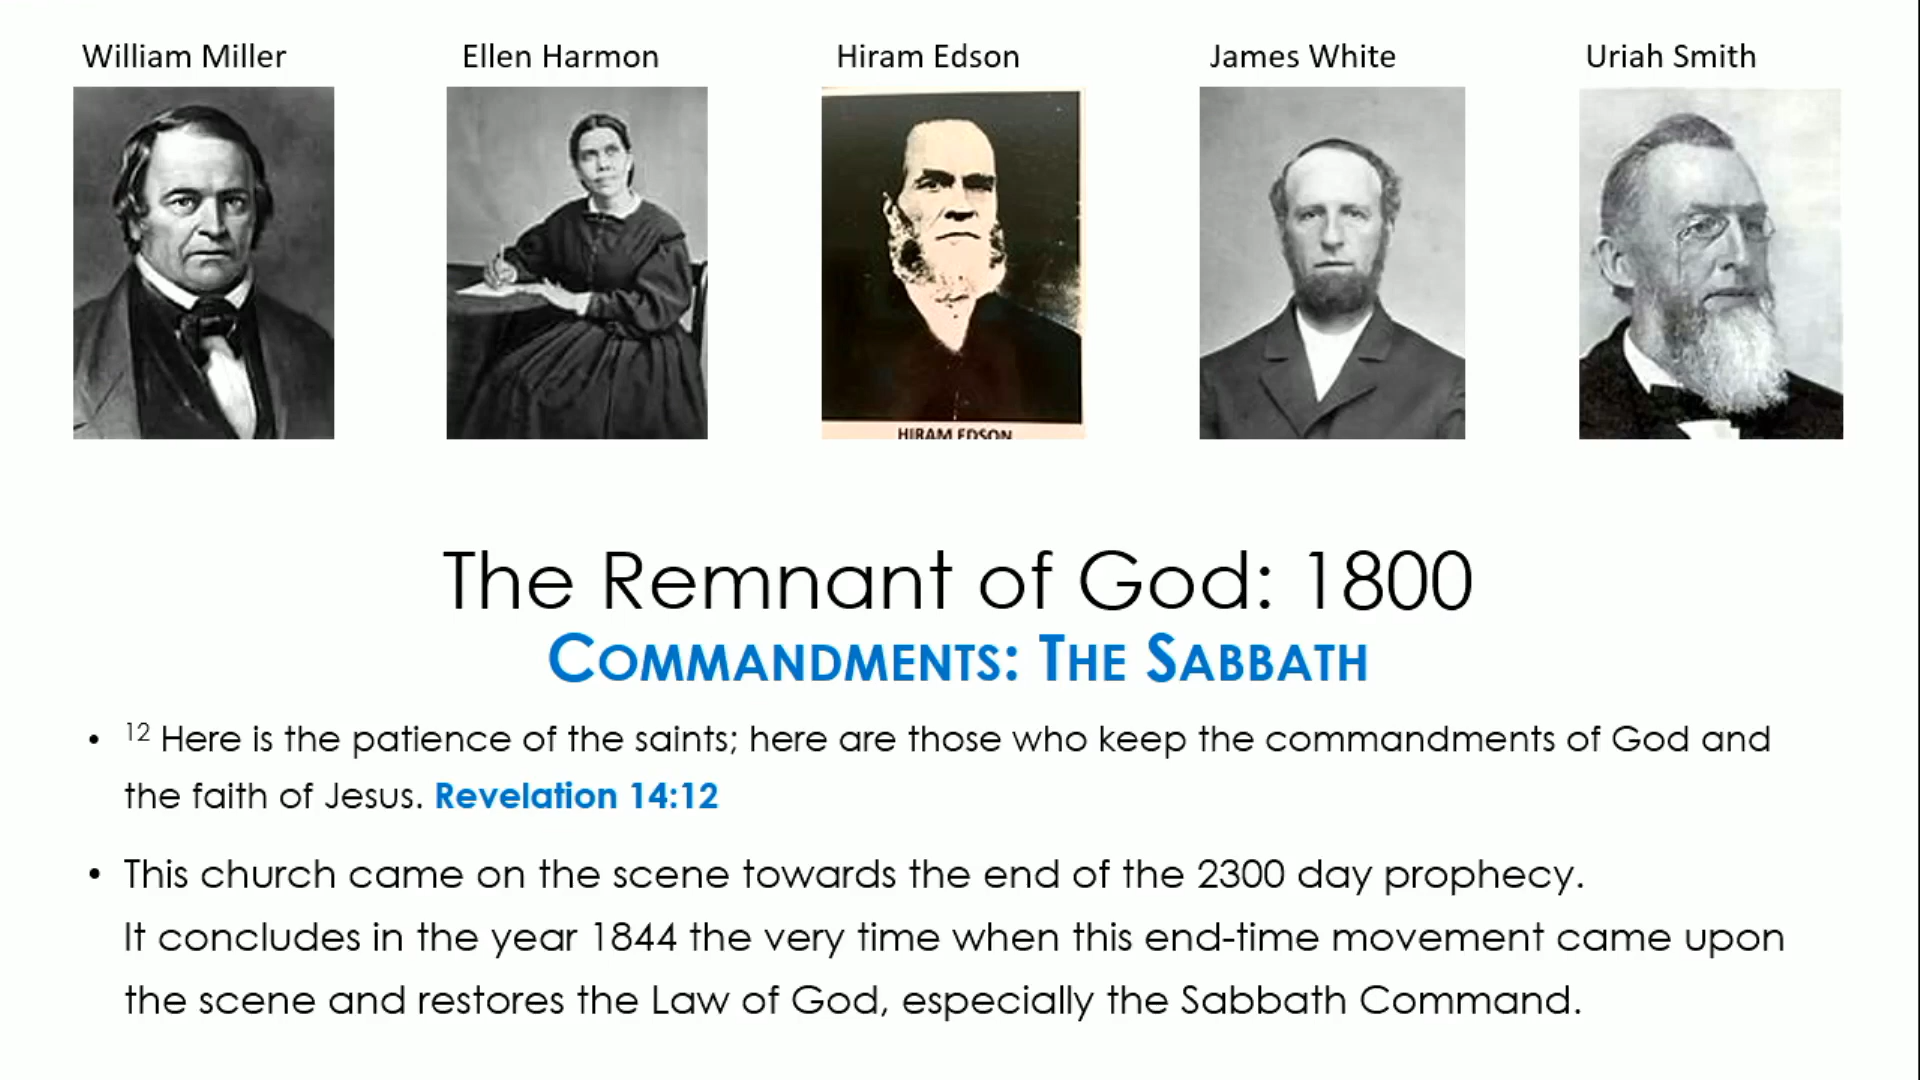 William Miller
Ellen Harmon
Hiram Edson
James White
Uriah Smith
HIRAM EDSON
The Remnant of God: 1800
COMMANDMENTS: THE SABBATH
• 12 Here is the patience of the saints; here are those who keep the commandments of God and
the faith of Jesus. Revelation 14:12
• This church came on the scene towards the end of the 2300 day prophecy.
It concludes in the year 1844 the very time when this end-time movement came upon
the scene and restores the Law of God, especially the Sabbath Command.